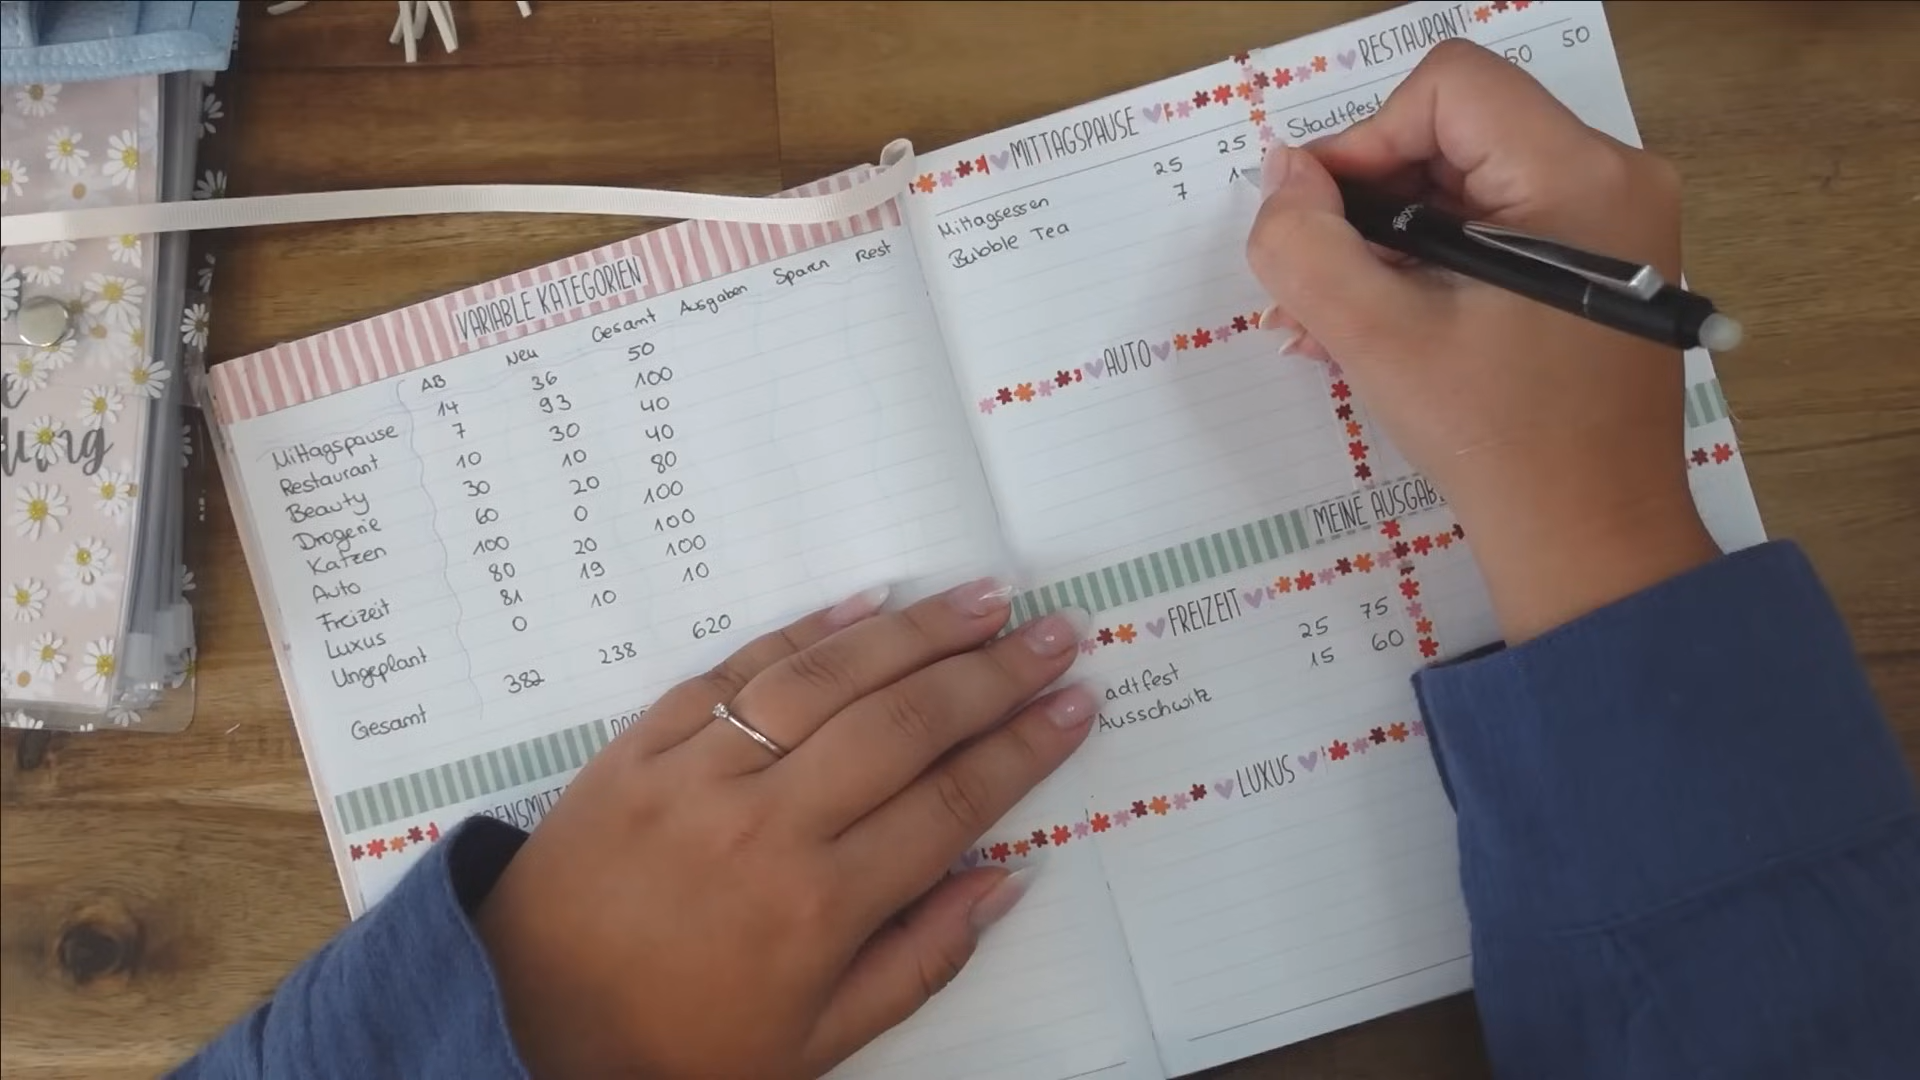 VARIABLE KATEGORIEN
AB Neu Gesamt Ausgaben Sparen Rest
Mittagspause 14 36 50
Restaurant 7 93 100
Beauty 10 30 40
Drogerie 30 10 40
Katzen 60 20 80
Auto 100 0 100
Freizeit 80 20 100
Luxus 81 19 100
Ungeplant 0 10 10
Gesamt 382 238 620
MITTAGSPAUSE
Mittagsessen 25 25
Bubble Tea 7 1
RESTAURANT
Stadtfest 50 50
AUTO
MEINE AUSGAB
FREIZEIT
adtfest 25 75
Ausschwitz 15 60
LUXUS